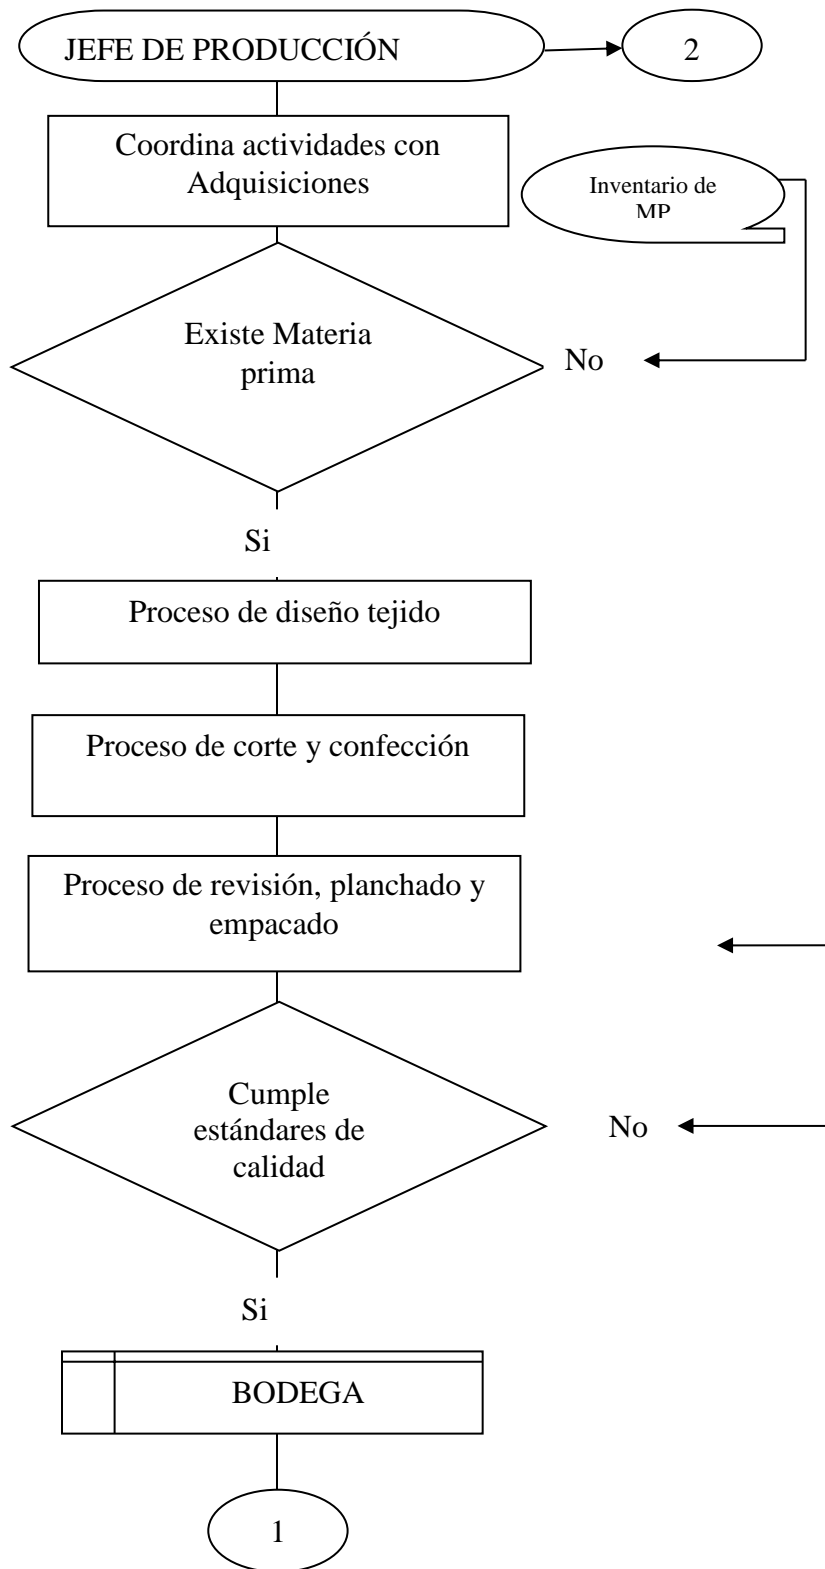 JEFE DE PRODUCCIÓN
2
Coordina actividades con
Adquisiciones
Inventario de
MP
Existe Materia
prima
No
Si
Proceso de diseño tejido
Proceso de corte y confección
Proceso de revisión, planchado y
empacado
Cumple
estándares de
calidad
No
Si
BODEGA
1